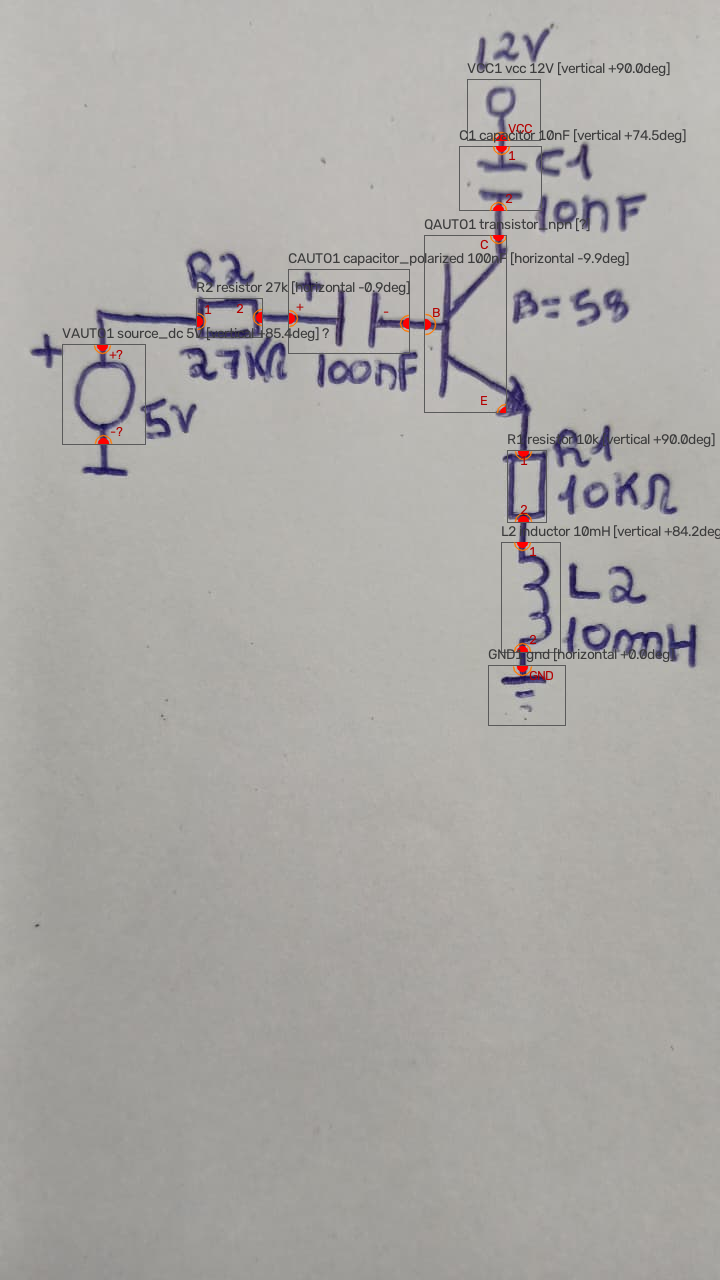 12V
VCC1 vcc 12V [vertical +90.0deg]
VCC
C1 capacitor 10nF [vertical +74.5deg]
1
C1
2
10nF
QAUTO1 transistor_npn [?]
C
CAUTO1 capacitor_polarized 100nF [horizontal -9.9deg]
R2
R2 resistor 27k [horizontal -0.9deg]
+
1 2
+ -
B
B=58
VAUTO1 source_dc 5V [vertical +85.4deg] ?
+
+?
27KΩ
100nF
5V
-?
E
R1 resistor 10k [vertical +90.0deg]
R1
1
10KΩ
2
L2 inductor 10mH [vertical +84.2deg
1
L2
2
10mH
GND1 gnd [horizontal +0.0deg]
GND